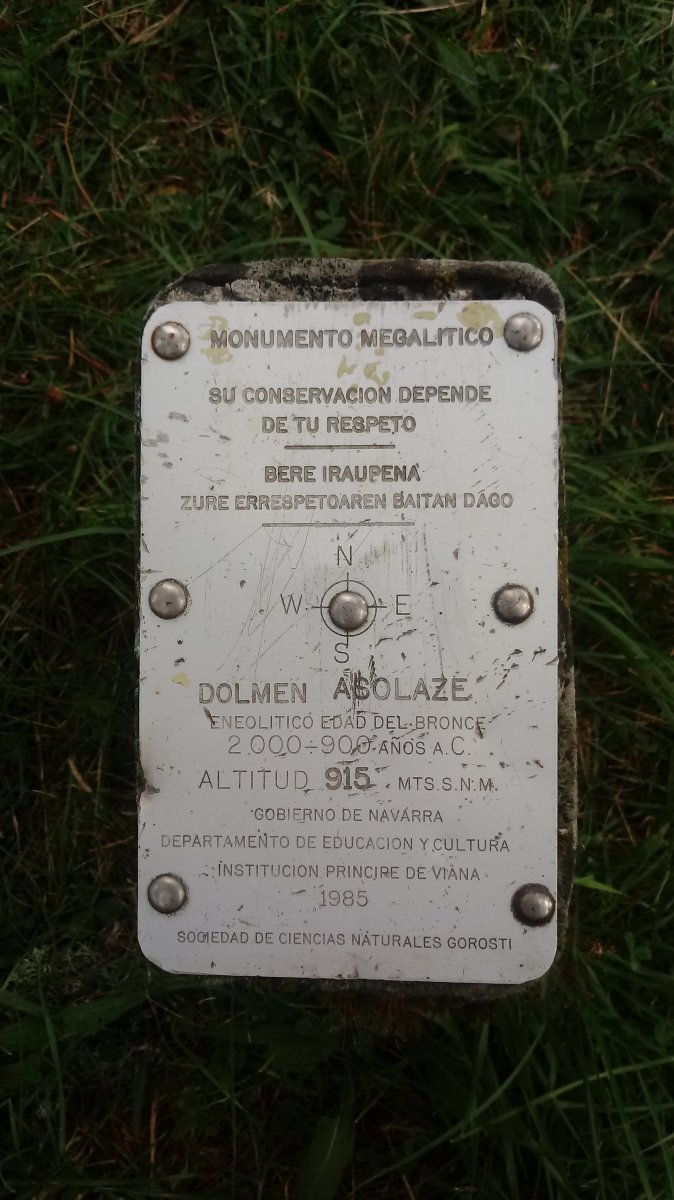 MONUMENTO MEGALITICO
SU CONSERVACION DEPENDE
DE TU RESPETO
BERE IRAUPENA
ZURE ERRESPETOAREN BAITAN DAGO
N
W E
S
DOLMEN ASOLAZE
ENEOLITICO EDAD DEL BRONCE
2.000-900 AÑOS A.C.
ALTITUD 915 MTS.S.N.M.
GOBIERNO DE NAVARRA
DEPARTAMENTO DE EDUCACION Y CULTURA
INSTITUCION PRINCIPE DE VIANA
1985
SOCIEDAD DE CIENCIAS NATURALES GOROSTI